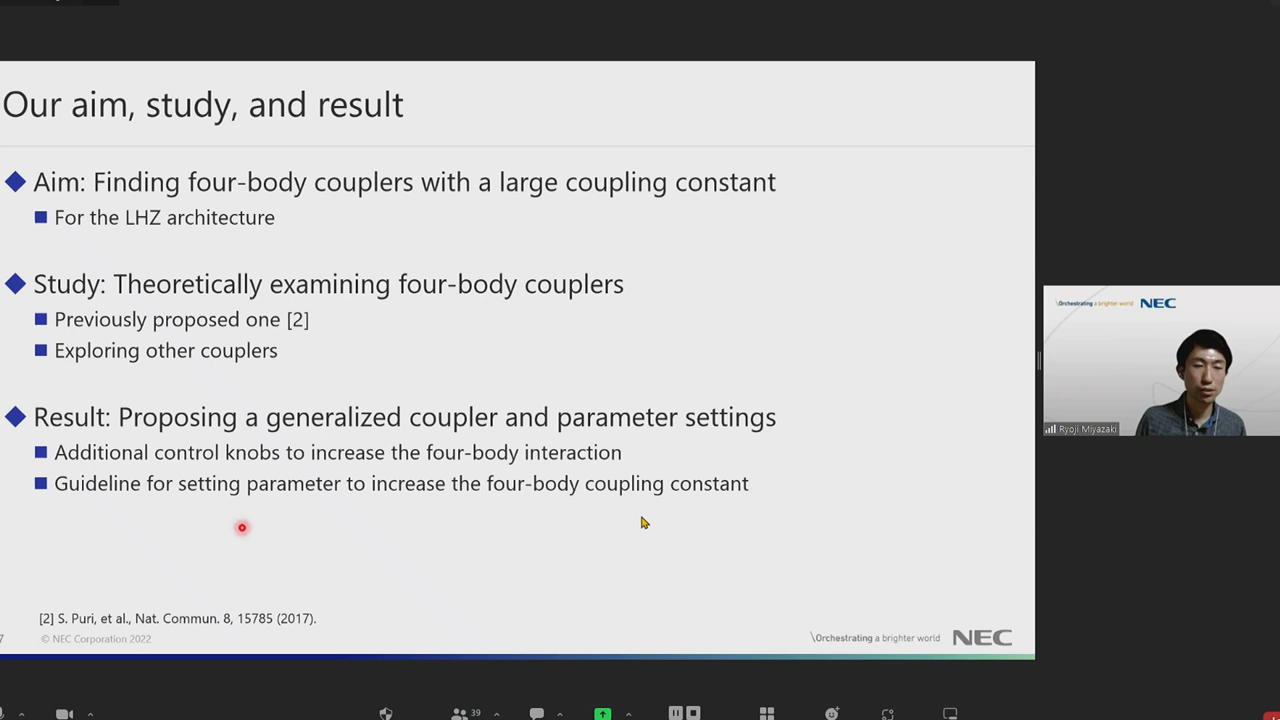 Our aim, study, and result
Aim: Finding four-body couplers with a large coupling constant
For the LHZ architecture
Study: Theoretically examining four-body couplers
Previously proposed one [2]
Exploring other couplers
Result: Proposing a generalized coupler and parameter settings
Additional control knobs to increase the four-body interaction
Guideline for setting parameter to increase the four-body coupling constant
[2] S. Puri, et al., Nat. Commun. 8, 15785 (2017).
7 © NEC Corporation 2022
\Orchestrating a brighter world NEC
\Orchestrating a brighter world NEC
Ryoji Miyazaki
39